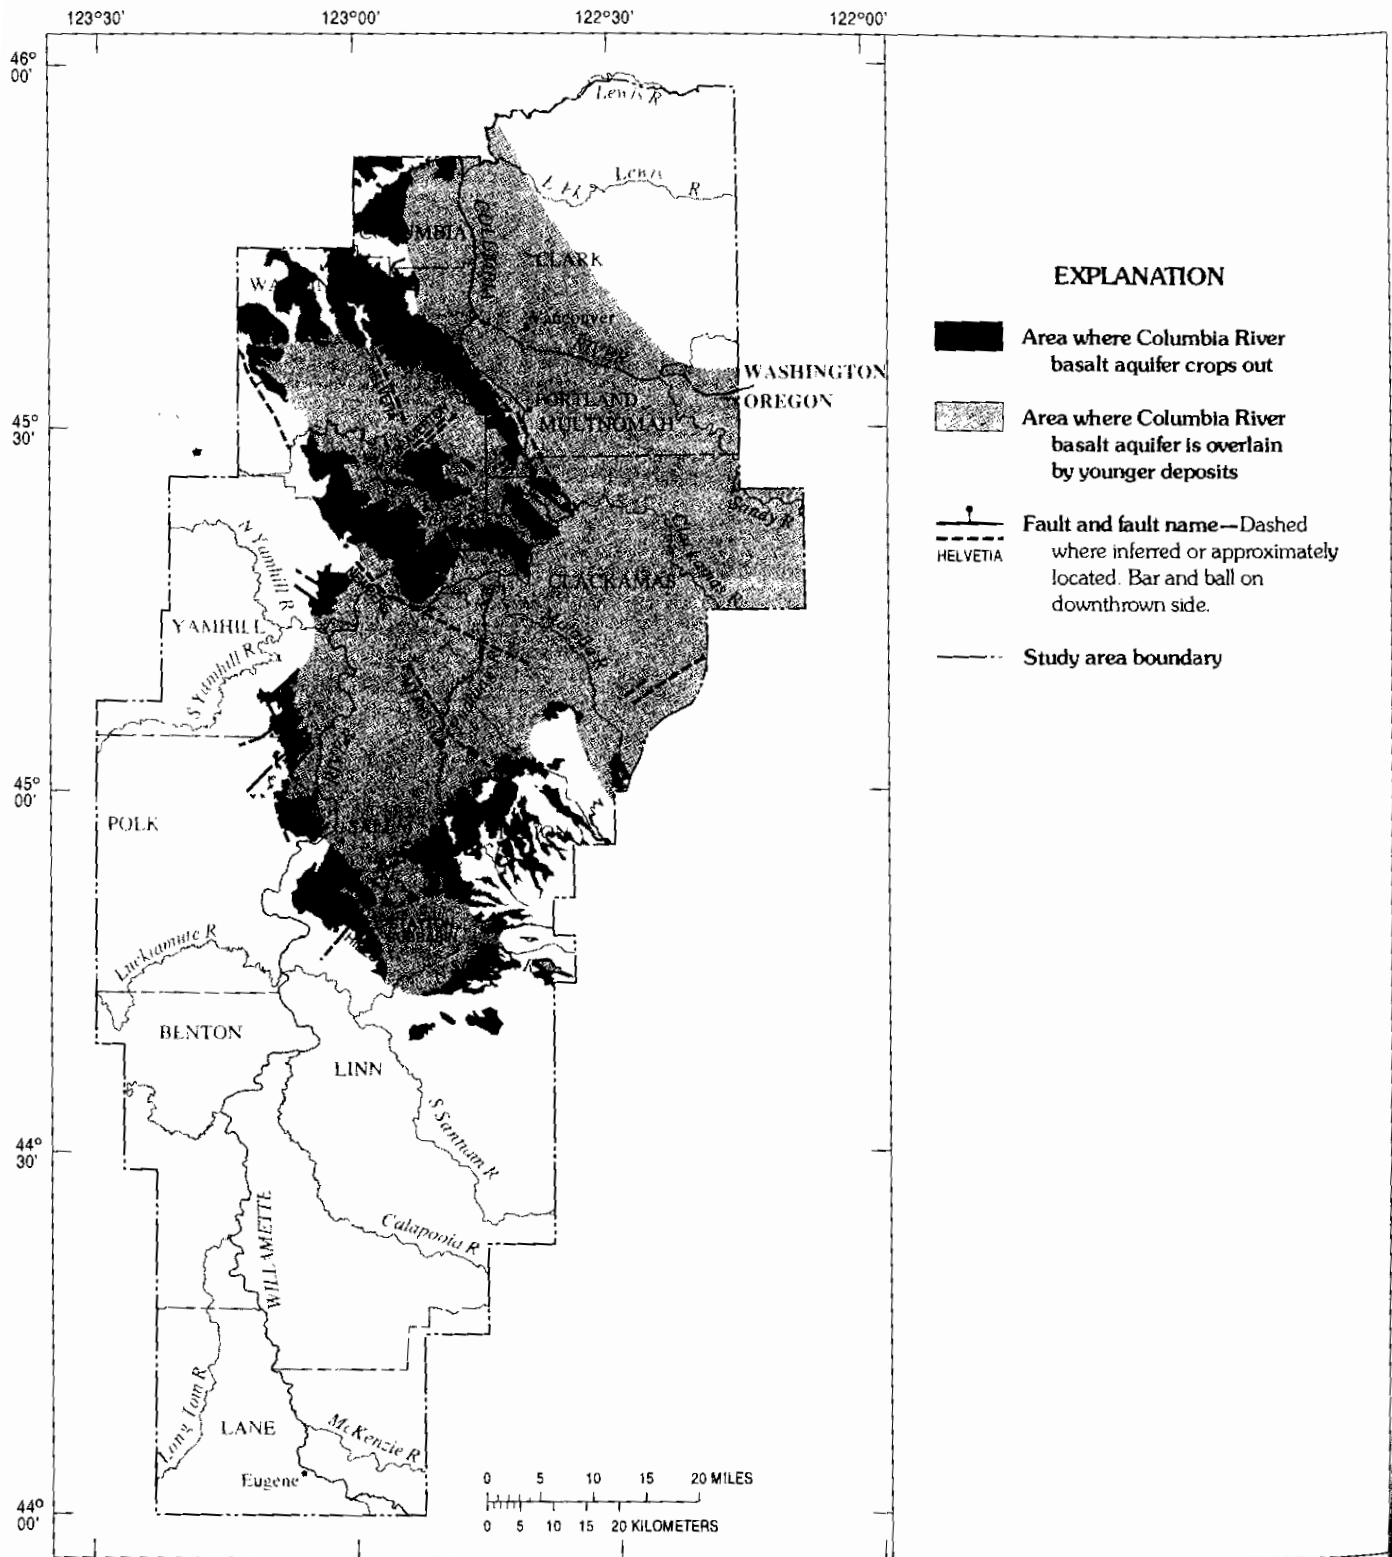 123°30' 123°00' 122°30' 122°00'
46°
00'
Lewis R
Lewis
R
CLARK
Vancouver
WASHINGTON
OREGON
PORTLAND
MULTNOMAH
45°
30'
Sandy R
Clackamas R
CLACKAMAS
N Yamhill R
YAMHILL
S Yamhill R
45°
00'
POLK
Luckiamute R
BENTON
LINN
S Santiam R
44°
30'
WILLAMETTE
Calapooia R
Long Tom R
LANE
McKenzie R
Eugene
44°
00'
0 5 10 15 20 MILES
0 5 10 15 20 KILOMETERS
EXPLANATION
Area where Columbia River
basalt aquifer crops out
Area where Columbia River
basalt aquifer is overlain
by younger deposits
HELVETIA
Fault and fault name—Dashed
where inferred or approximately
located. Bar and ball on
downthrown side.
Study area boundary